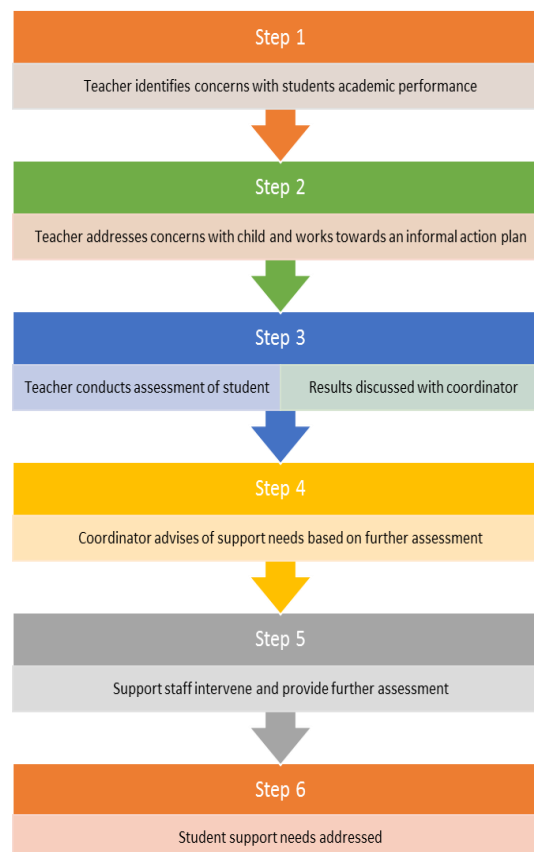 Step 1
Teacher identifies concerns with students academic performance
Step 2
Teacher addresses concerns with child and works towards an informal action plan
Step 3
Teacher conducts assessment of student
Results discussed with coordinator
Step 4
Coordinator advises of support needs based on further assessment
Step 5
Support staff intervene and provide further assessment
Step 6
Student support needs addressed